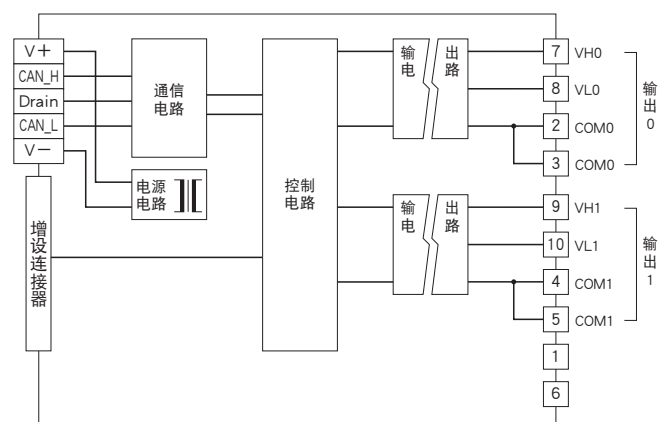 V+
CAN_H
Drain
CAN_L
V−
增设连接器
通信
电路
电源
电路
控制
电路
输出
电路
7 VH0
8 VL0
2 COM0
3 COM0
输出0
输出
电路
9 VH1
10 VL1
4 COM1
5 COM1
输出1
1
6